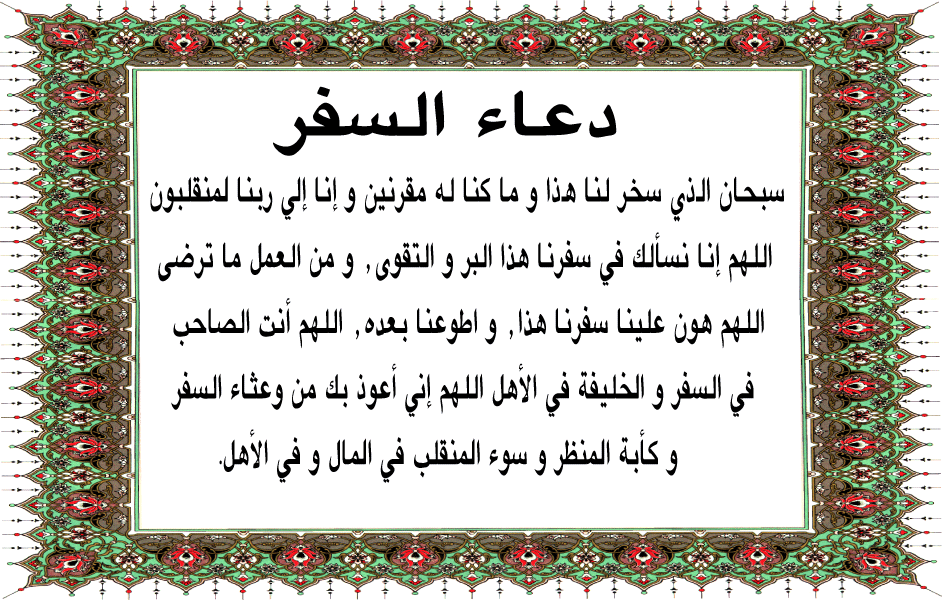 دعاء السفر
سبحان الذي سخر لنا هذا و ما كنا له مقرنين و إنا إلي ربنا لمنقلبون
اللهم إنا نسألك في سفرنا هذا البر و التقوى, و من العمل ما ترضى
اللهم هون علينا سفرنا هذا, و اطوعنا بعده, اللهم أنت الصاحب
في السفر و الخليفة في الأهل اللهم إني أعوذ بك من وعثاء السفر
و كأبة المنظر و سوء المنقلب في المال و في الأهل.